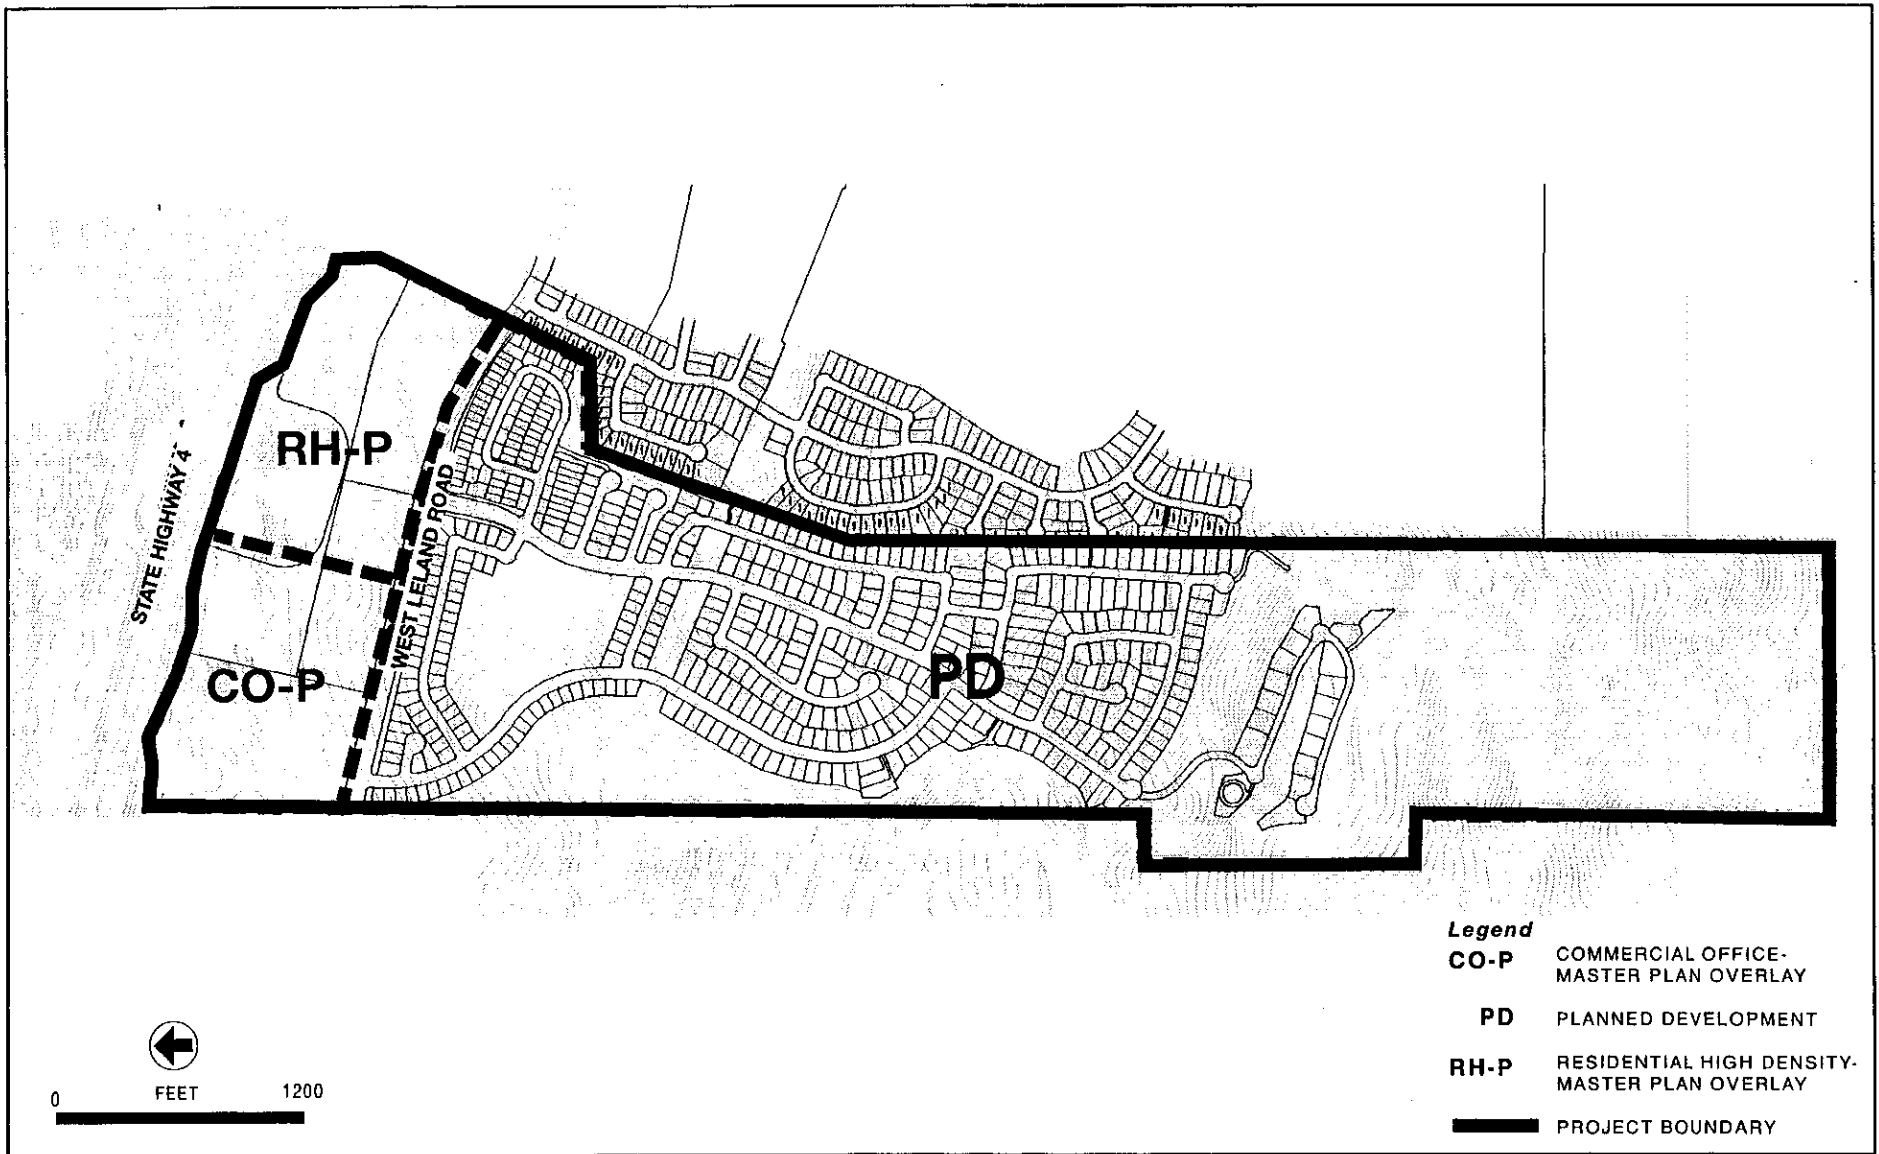 RH-P
STATE HIGHWAY 4
WEST LELAND ROAD
CO-P
PD
Legend
CO-P COMMERCIAL OFFICE-
MASTER PLAN OVERLAY
PD PLANNED DEVELOPMENT
RH-P RESIDENTIAL HIGH DENSITY-
MASTER PLAN OVERLAY
PROJECT BOUNDARY
FEET
0 1200